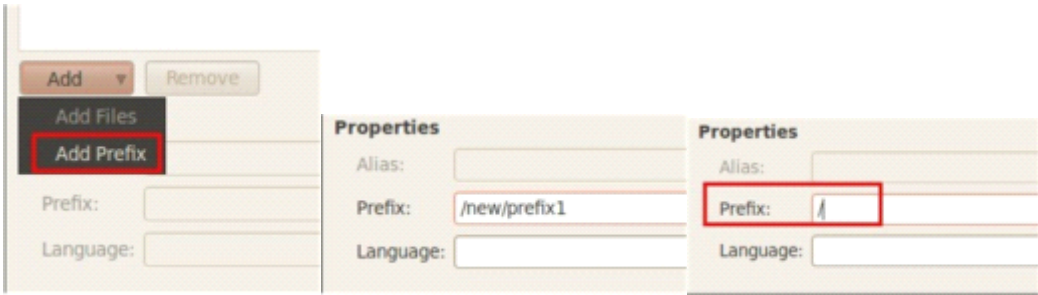 Add Remove
Add Files
Add Prefix
Prefix:
Language:
Properties
Alias:
Prefix: /new/prefix1
Language:
Properties
Alias:
Prefix: /
Language: